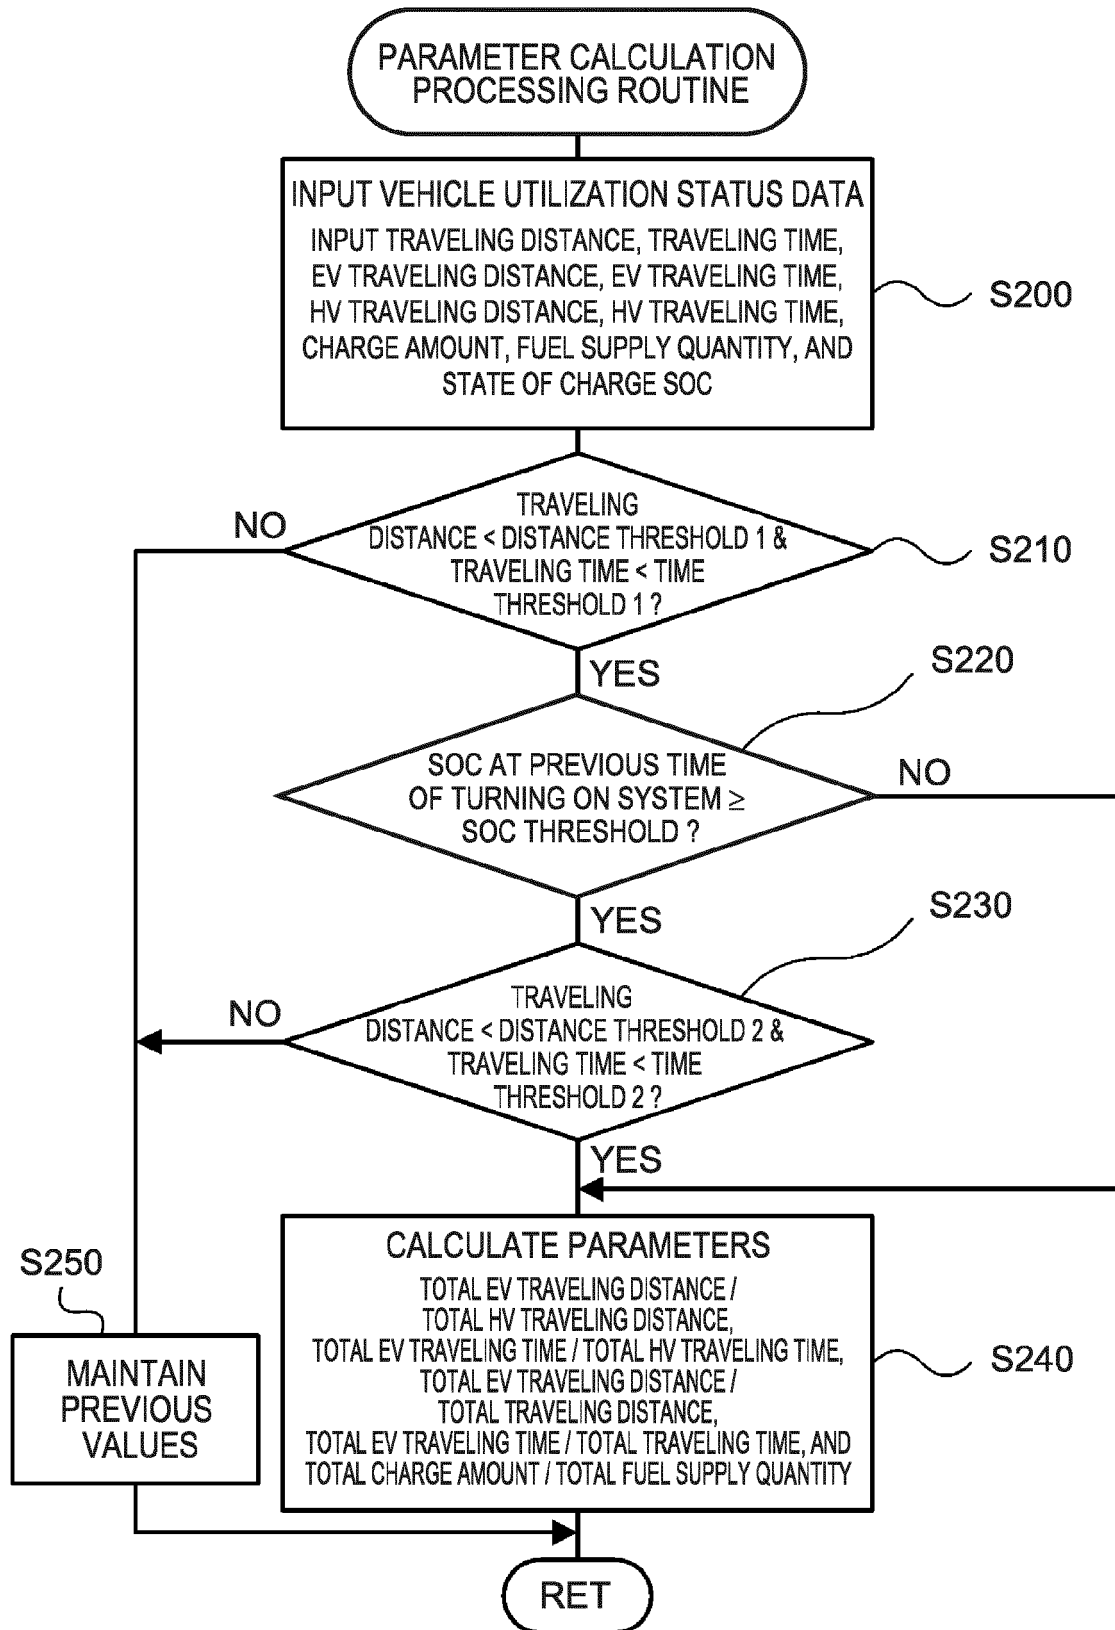 PARAMETER CALCULATION
PROCESSING ROUTINE
INPUT VEHICLE UTILIZATION STATUS DATA
INPUT TRAVELING DISTANCE, TRAVELING TIME,
EV TRAVELING DISTANCE, EV TRAVELING TIME,
HV TRAVELING DISTANCE, HV TRAVELING TIME,
CHARGE AMOUNT, FUEL SUPPLY QUANTITY, AND
STATE OF CHARGE SOC
S200
TRAVELING
DISTANCE < DISTANCE THRESHOLD 1 &
TRAVELING TIME < TIME
THRESHOLD 1 ?
NO
S210
YES
S220
SOC AT PREVIOUS TIME
OF TURNING ON SYSTEM ≥
SOC THRESHOLD ?
NO
YES
S230
TRAVELING
DISTANCE < DISTANCE THRESHOLD 2 &
TRAVELING TIME < TIME
THRESHOLD 2 ?
NO
YES
CALCULATE PARAMETERS
TOTAL EV TRAVELING DISTANCE /
TOTAL HV TRAVELING DISTANCE,
TOTAL EV TRAVELING TIME / TOTAL HV TRAVELING TIME,
TOTAL EV TRAVELING DISTANCE /
TOTAL TRAVELING DISTANCE,
TOTAL EV TRAVELING TIME / TOTAL TRAVELING TIME, AND
TOTAL CHARGE AMOUNT / TOTAL FUEL SUPPLY QUANTITY
S240
S250
MAINTAIN
PREVIOUS
VALUES
RET